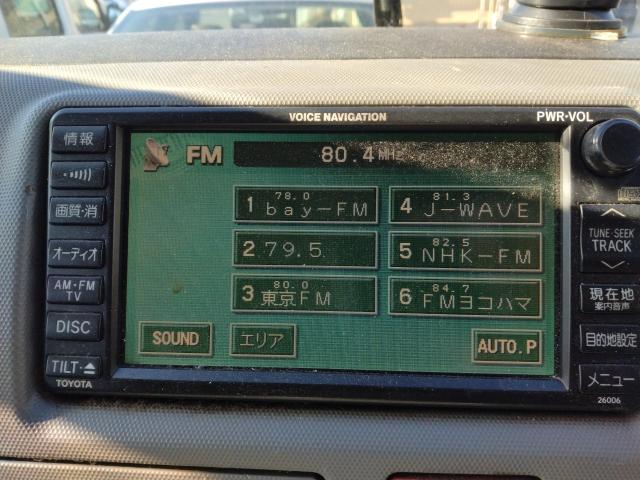 VOICE NAVIGATION
PWR-VOL
情報
画質・消
オーディオ
AM・FM
TV
DISC
TILT・⏏
TOYOTA
FM 80.4MHz
78.0
1 bay-FM
2 79.5
80.0
3 東京FM
81.3
4 J-WAVE
82.5
5 NHK-FM
84.7
6 FMヨコハマ
SOUND
エリア
AUTO.P
TUNE・SEEK
TRACK
現在地
案内音声
目的地設定
メニュー
26006